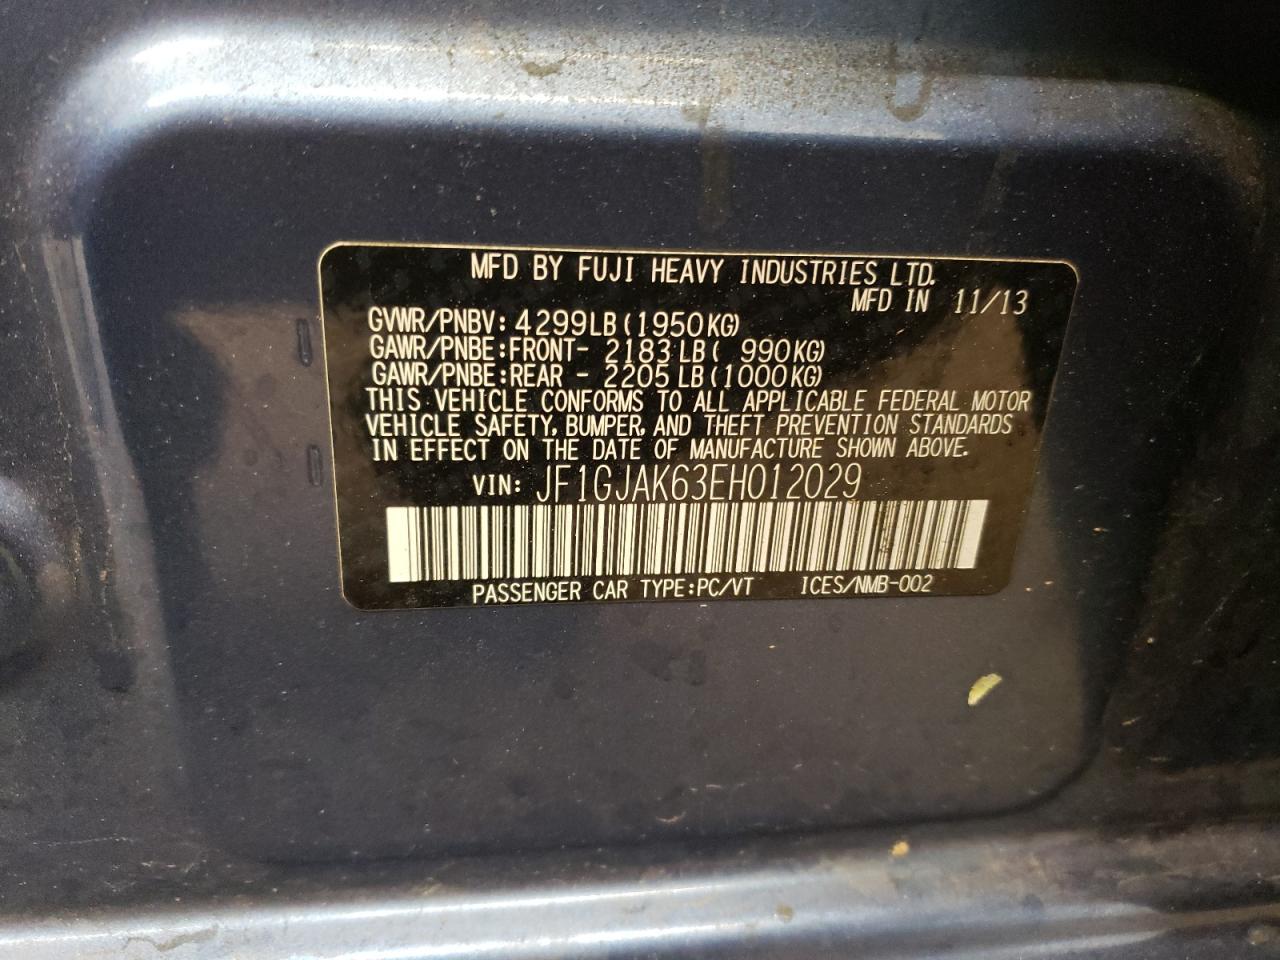 MFD BY FUJI HEAVY INDUSTRIES LTD.
MFD IN 11/13
GVWR/PNBV: 4299LB (1950KG)
GAWR/PNBE:FRONT- 2183 LB ( 990KG)
GAWR/PNBE:REAR - 2205 LB (1000KG)
THIS VEHICLE CONFORMS TO ALL APPLICABLE FEDERAL MOTOR
VEHICLE SAFETY, BUMPER, AND THEFT PREVENTION STANDARDS
IN EFFECT ON THE DATE OF MANUFACTURE SHOWN ABOVE.
VIN: JF1GJAK63EH012029
PASSENGER CAR TYPE:PC/VT ICES/NMB-002